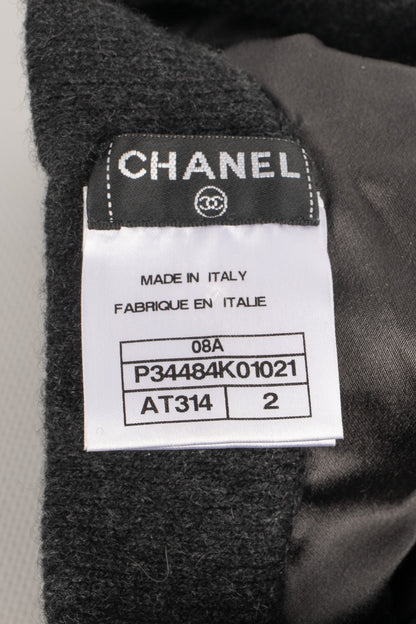 CHANEL
MADE IN ITALY
FABRIQUE EN ITALIE
08A
P34484K01021
AT314 2